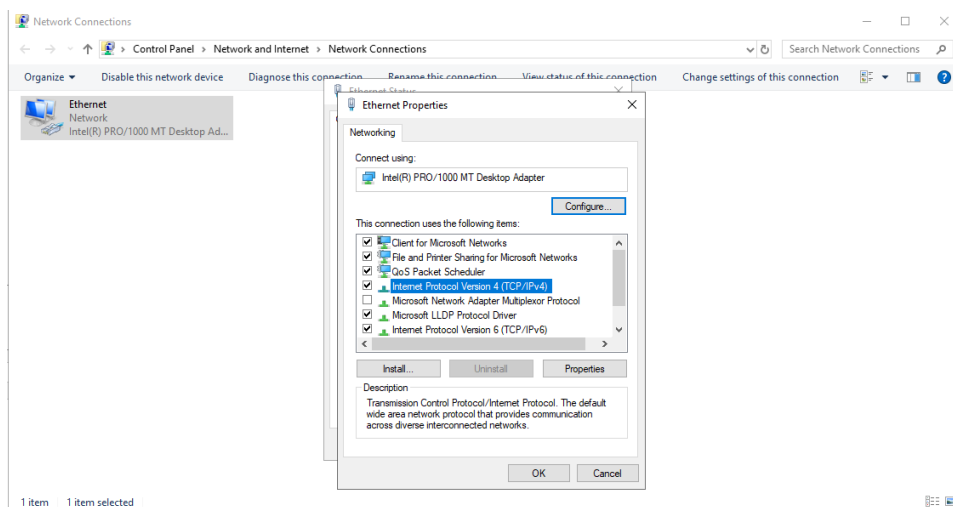 Network Connections
Control Panel > Network and Internet > Network Connections
Search Network Connections
Organize Disable this network device Diagnose this connection Rename this connection View status of this connection Change settings of this connection
Ethernet
Network
Intel(R) PRO/1000 MT Desktop Ad...
Ethernet Status
Ethernet Properties
Networking
Connect using:
Intel(R) PRO/1000 MT Desktop Adapter
Configure...
This connection uses the following items:
Client for Microsoft Networks
File and Printer Sharing for Microsoft Networks
QoS Packet Scheduler
Internet Protocol Version 4 (TCP/IPv4)
Microsoft Network Adapter Multiplexor Protocol
Microsoft LLDP Protocol Driver
Internet Protocol Version 6 (TCP/IPv6)
Install... Uninstall Properties
Description
Transmission Control Protocol/Internet Protocol. The default
wide area network protocol that provides communication
across diverse interconnected networks.
OK Cancel
1 item 1 item selected